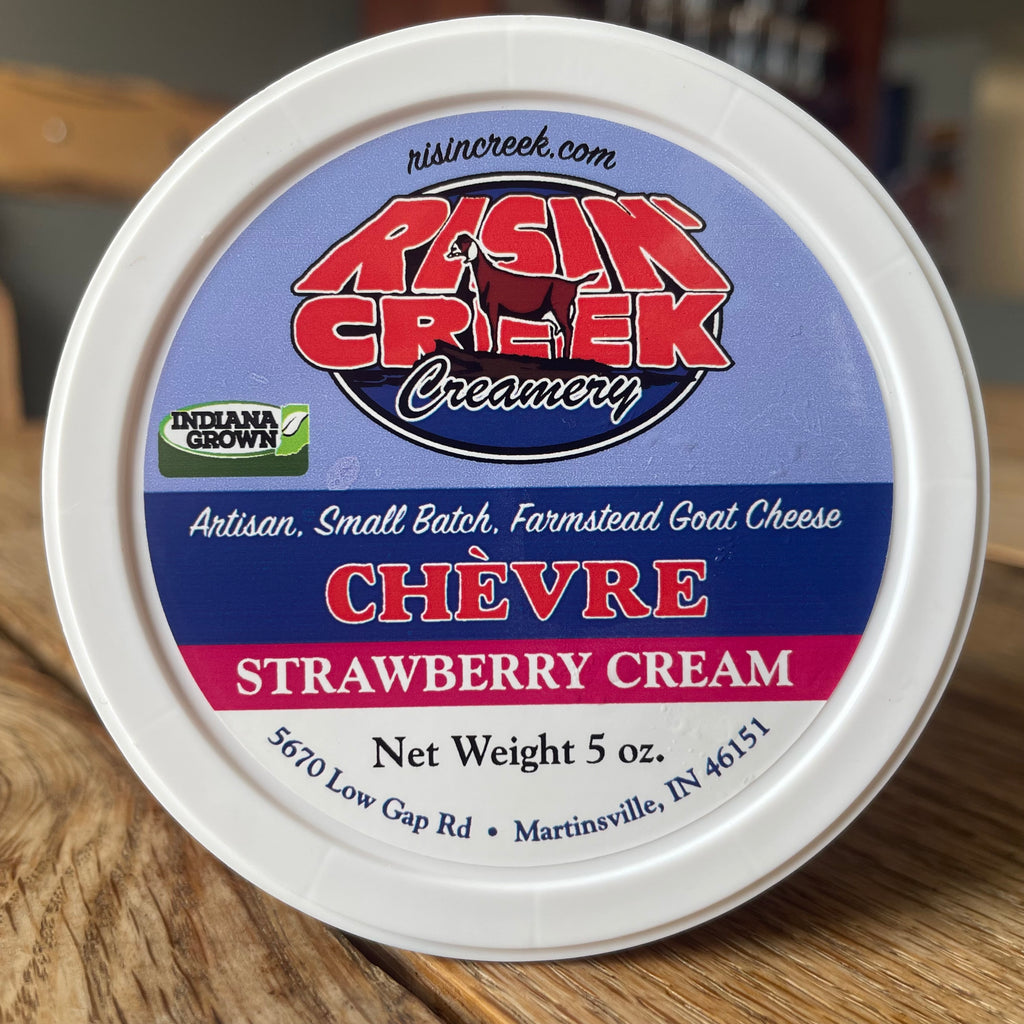 risincreek.com
RISIN'
CREEK
Creamery
INDIANA
GROWN
Artisan, Small Batch, Farmstead Goat Cheese
CHÈVRE
STRAWBERRY CREAM
Net Weight 5 oz.
5670 Low Gap Rd • Martinsville, IN 46151